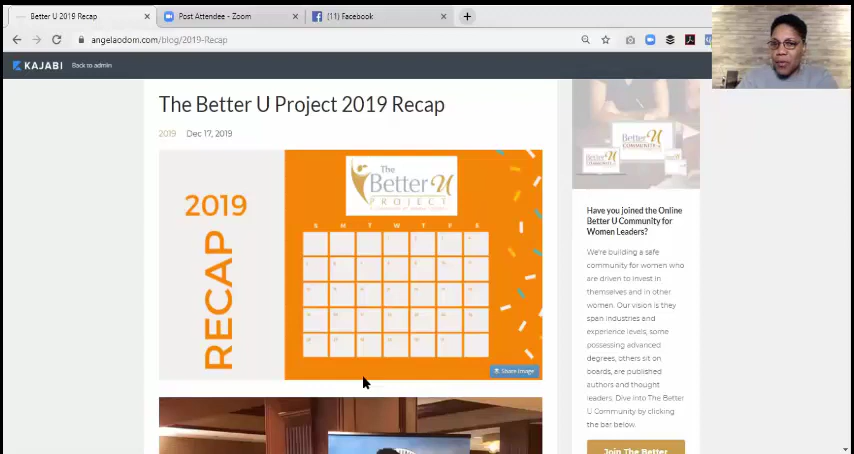 Better U 2019 Recap
Post Attendee - Zoom
(11) Facebook
angelaodom.com/blog/2019-Recap
KAJABI
Back to admin
The Better U Project 2019 Recap
2019 Dec 17, 2019
2019
RECAP
The
Better U
PROJECT
S M T W T F S
Share Image
Better U
COMMUNITY
Have you joined the Online
Better U Community for
Women Leaders?
We're building a safe
community for women who
are driven to invest in
themselves and in other
women. Our vision is they
span industries and
experience levels, some
possessing advanced
degrees, others sit on
boards, are published
authors and thought
leaders. Dive into The Better
U Community by clicking
the bar below.
Join The Better